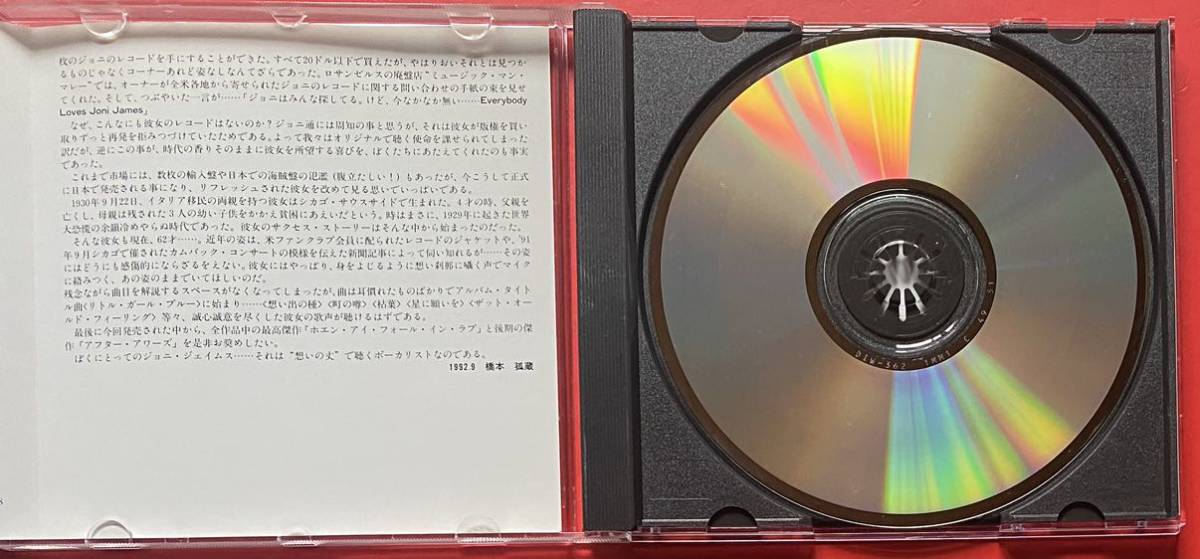 枚のジョニのレコードを手にすることができた。すべて20ドル以下で買えたが、やはりおいそれとは見つか
るものじゃなくコーナーあれど姿なしなんてざらであった。ロサンゼルスの廃盤店“ミュージック・マン・
マレー”では、オーナーが全米各地から寄せられたジョニのレコードに関する問い合わせの手紙の束を見せ
てくれた。そして、つぶやいた一言が……「ジョニはみんな探してる。けど、今なかなか無い……Everybody
Loves Joni James」
なぜ、こんなにも彼女のレコードはないのか？ジョニ通には周知の事と思うが、それは彼女が版権を買い
取りずっと再発を拒みつづけていたためである。よって我々はオリジナルで聴く使命を課せられてしまった
訳だが、逆にこの事が、時代の香りそのままに彼女を所望する喜びを、ぼくたちにあたえてくれたのも事実
であった。
これまで市場には、数枚の輸入盤や日本での海賊盤の氾濫（腹立たしい！）もあったが、今こうして正式
に日本で発売される事になり、リフレッシュされた彼女を改めて見る思いでいっぱいである。
1930年9月22日、イタリア移民の両親を持つ彼女はシカゴ・サウスサイドで生まれた。4才の時、父親を
亡くし、母親は残された3人の幼い子供をかかえ貧困にあえいだという。時はまさに、1929年に起きた世界
大恐慌の余韻冷めやらぬ時代であった。彼女のサクセス・ストーリーはそんな中から始まったのだった。
そんな彼女も現在、62才……。近年の姿は、米ファンクラブ会員に配られたレコードのジャケットや、'91
年9月シカゴで催されたカムバック・コンサートの模様を伝えた新聞記事によって伺い知れるが……その姿
にはどうにも感傷的にならざるをえない。彼女にはやっぱり、身をよじるように想い刹那に囁く声でマイク
に絡みつく、あの姿のままでいてほしいのだ。
残念ながら曲目を解説するスペースがなくなってしまったが、曲は耳慣れたものばかりでアルバム・タイト
ル曲〈リトル・ガール・ブルー〉に始まり……〈想い出の種〉〈町の噂〉〈枯葉〉〈星に願いを〉〈ザット・オー
ルド・フィーリング〉等々、誠心誠意を尽くした彼女の歌声が聴けるはずである。
最後に今回発売された中から、全作品中の最高傑作「ホエン・アイ・フォール・イン・ラブ」と後期の傑
作「アフター・アワーズ」を是非お奨めしたい。
ぼくにとってのジョニ・ジェイムス……それは“想いの丈”で聴くボーカリストなのである。
1992.9 橋本 孤蔵
8
DIW-362 1MM1 C 49 51